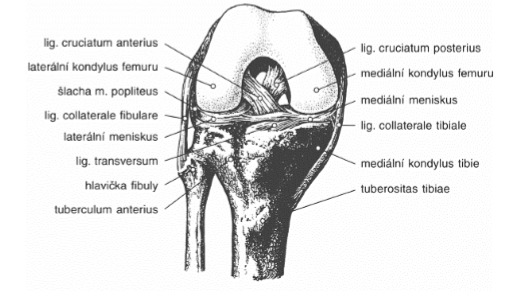 lig. cruciatum anterius
laterální kondylus femuru
šlacha m. popliteus
lig. collaterale fibulare
laterální meniskus
lig. transversum
hlavička fibuly
tuberculum anterius
lig. cruciatum posterius
mediální kondylus femuru
mediální meniskus
lig. collaterale tibiale
mediální kondylus tibie
tuberositas tibiae